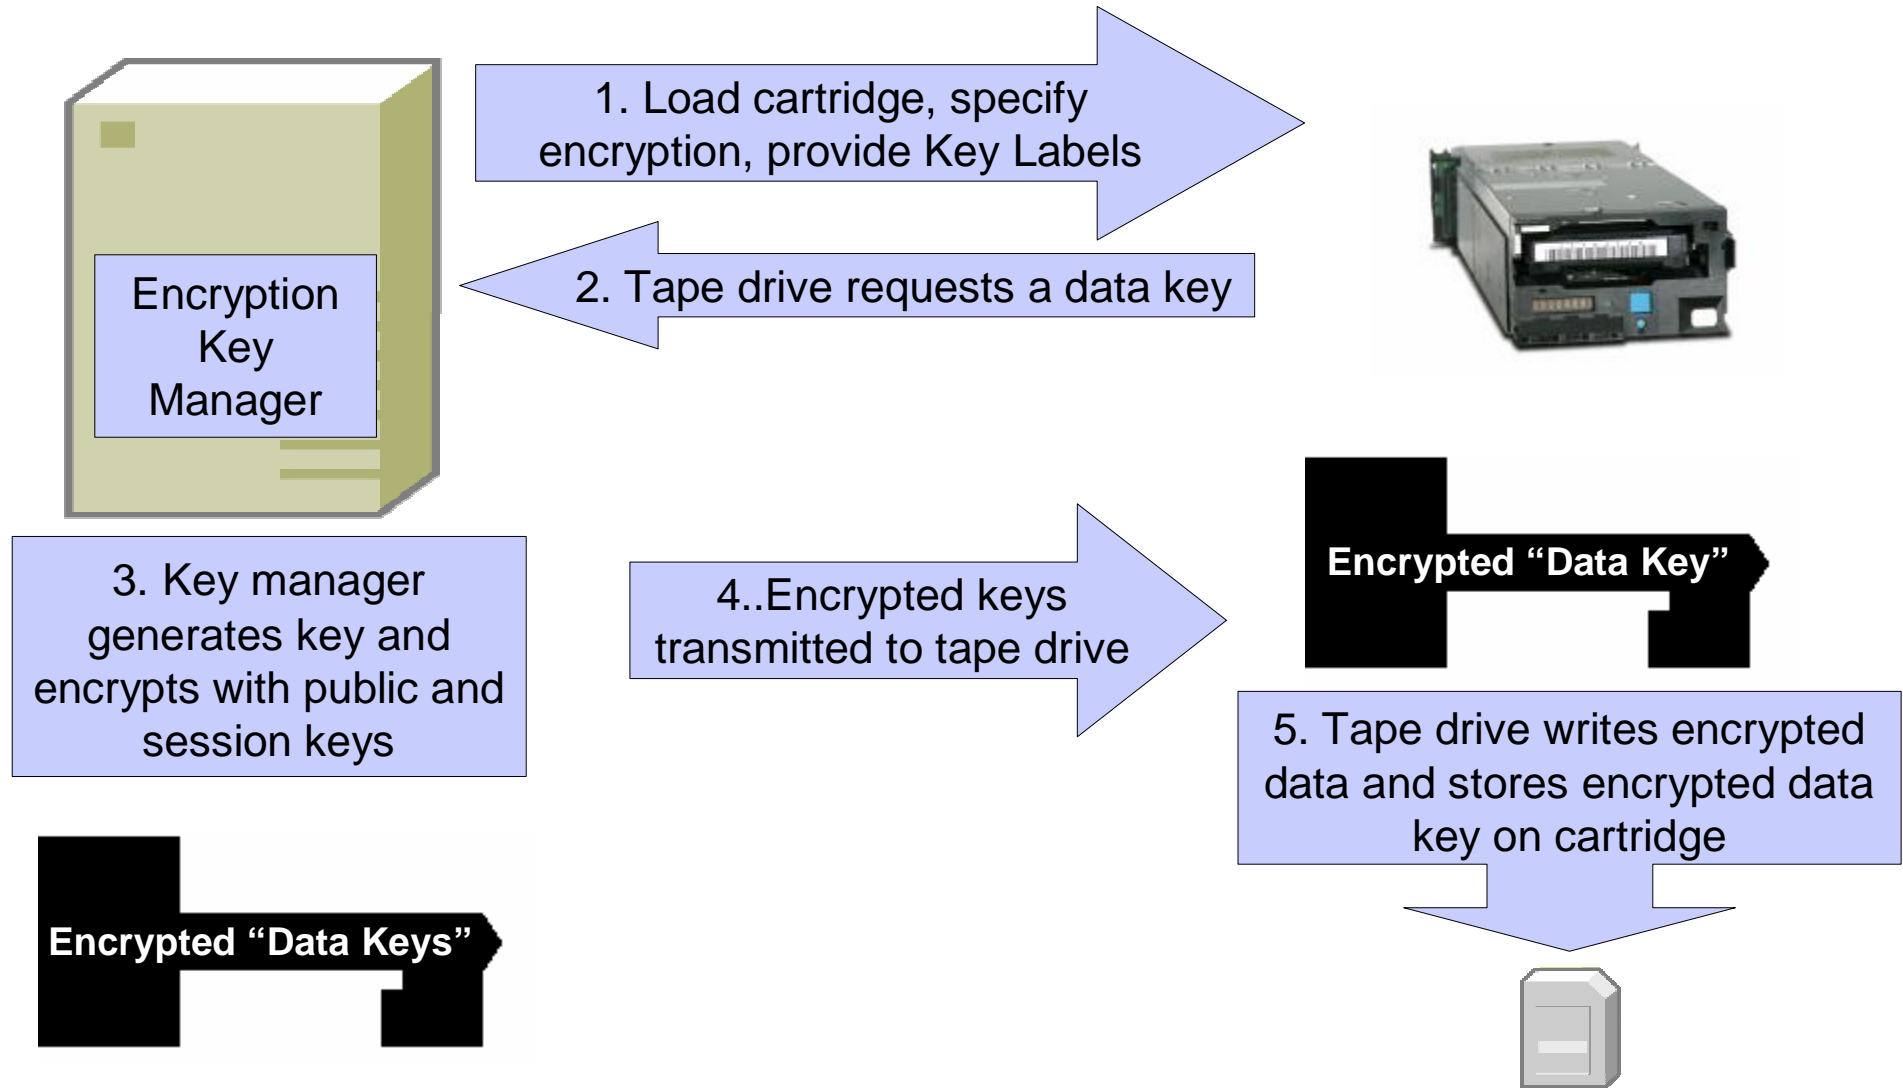 1. Load cartridge, specify
encryption, provide Key Labels
2. Tape drive requests a data key
Encryption
Key
Manager
3. Key manager
generates key and
encrypts with public and
session keys
4..Encrypted keys
transmitted to tape drive
Encrypted “Data Key”
5. Tape drive writes encrypted
data and stores encrypted data
key on cartridge
Encrypted “Data Keys”